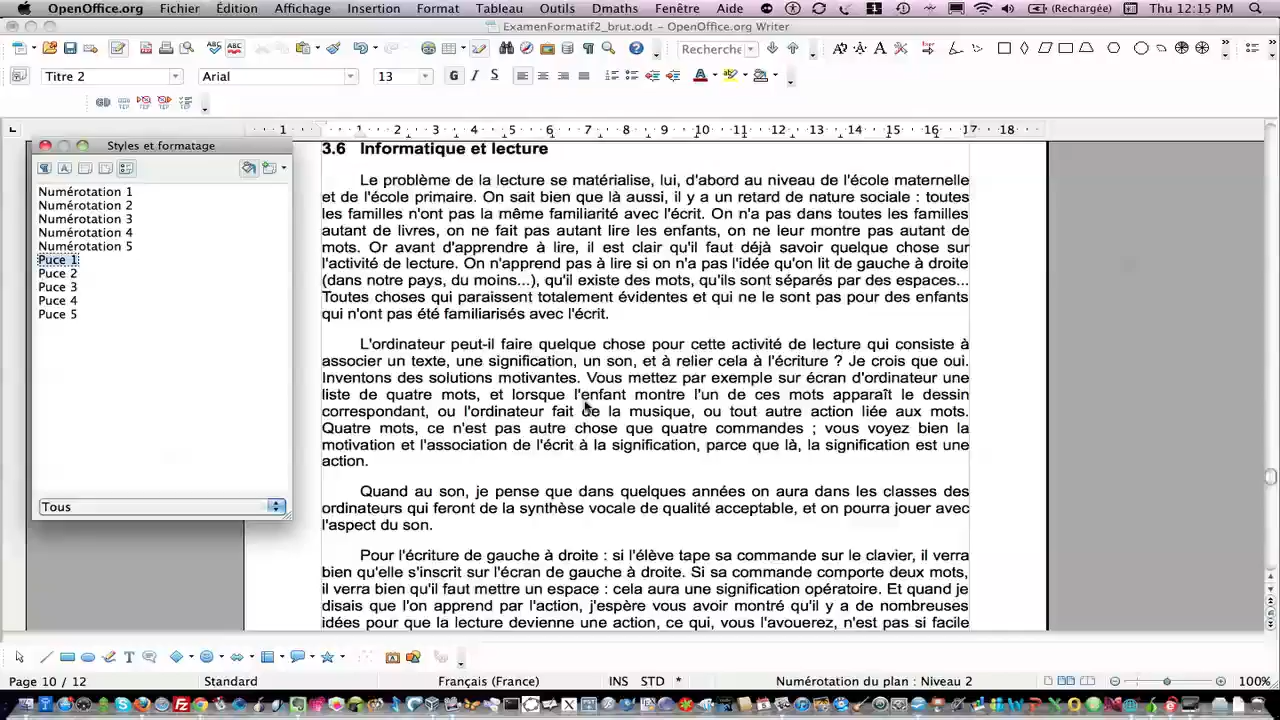 OpenOffice.org Fichier Édition Affichage Insertion Format Tableau Outils Dmaths Fenêtre Aide 1 (Rechargée) Thu 12:15 PM
ExamenFormatif2_brut.odt – OpenOffice.org Writer
Recherche
Titre 2 Arial 13 G I S
1 1 2 3 4 5 6 7 8 9 10 11 12 13 14 15 16 17 18
Styles et formatage
Numérotation 1
Numérotation 2
Numérotation 3
Numérotation 4
Numérotation 5
Puce 1
Puce 2
Puce 3
Puce 4
Puce 5
Tous
3.6 Informatique et lecture
Le problème de la lecture se matérialise, lui, d'abord au niveau de l'école maternelle
et de l'école primaire. On sait bien que là aussi, il y a un retard de nature sociale : toutes
les familles n'ont pas la même familiarité avec l'écrit. On n'a pas dans toutes les familles
autant de livres, on ne fait pas autant lire les enfants, on ne leur montre pas autant de
mots. Or avant d'apprendre à lire, il est clair qu'il faut déjà savoir quelque chose sur
l'activité de lecture. On n'apprend pas à lire si on n'a pas l'idée qu'on lit de gauche à droite
(dans notre pays, du moins...), qu'il existe des mots, qu'ils sont séparés par des espaces...
Toutes choses qui paraissent totalement évidentes et qui ne le sont pas pour des enfants
qui n'ont pas été familiarisés avec l'écrit.
L'ordinateur peut-il faire quelque chose pour cette activité de lecture qui consiste à
associer un texte, une signification, un son, et à relier cela à l'écriture ? Je crois que oui.
Inventons des solutions motivantes. Vous mettez par exemple sur écran d'ordinateur une
liste de quatre mots, et lorsque l'enfant montre l'un de ces mots apparaît le dessin
correspondant, ou l'ordinateur fait de la musique, ou tout autre action liée aux mots.
Quatre mots, ce n'est pas autre chose que quatre commandes ; vous voyez bien la
motivation et l'association de l'écrit à la signification, parce que là, la signification est une
action.
Quand au son, je pense que dans quelques années on aura dans les classes des
ordinateurs qui feront de la synthèse vocale de qualité acceptable, et on pourra jouer avec
l'aspect du son.
Pour l'écriture de gauche à droite : si l'élève tape sa commande sur le clavier, il verra
bien qu'elle s'inscrit sur l'écran de gauche à droite. Si sa commande comporte deux mots,
il verra bien qu'il faut mettre un espace : cela aura une signification opératoire. Et quand je
disais que l'on apprend par l'action, j'espère vous avoir montré qu'il y a de nombreuses
idées pour que la lecture devienne une action, ce qui, vous l'avouerez, n'est pas si facile
Page 10 / 12 Standard Français (France) INS STD * Numérotation du plan : Niveau 2 100%